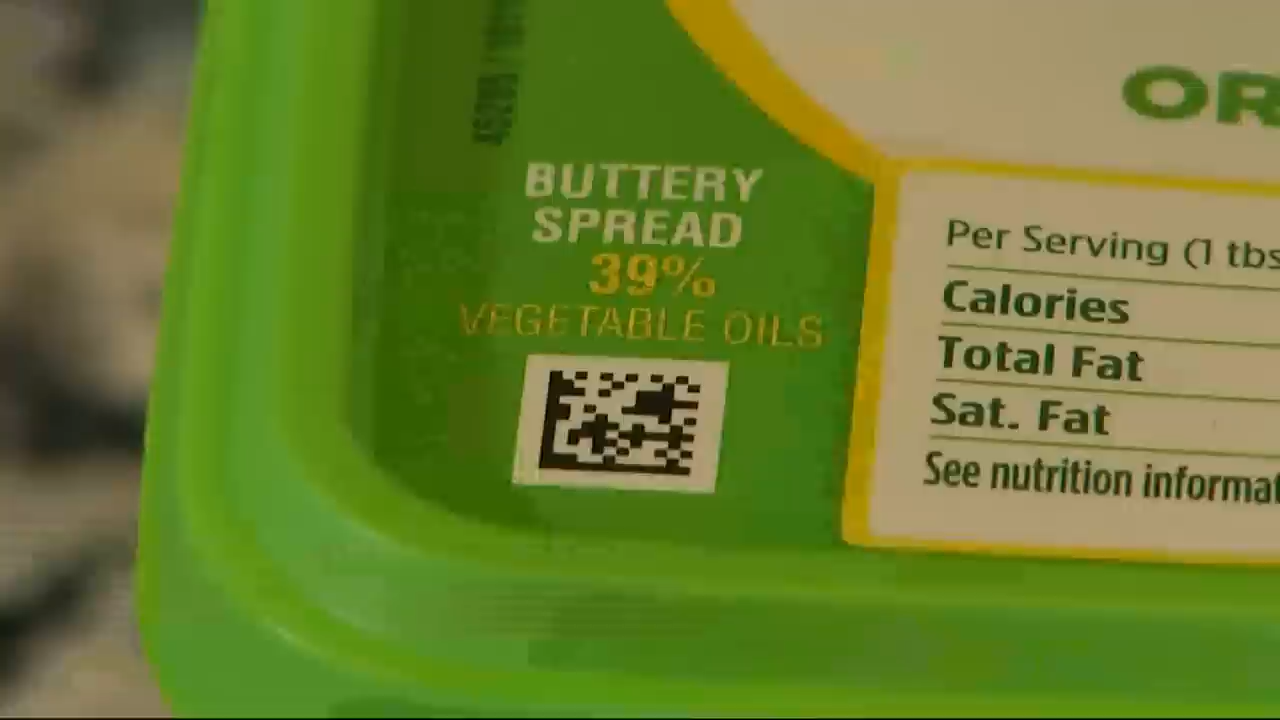 OR
BUTTERY
SPREAD
39%
VEGETABLE OILS
Per Serving (1 tbs
Calories
Total Fat
Sat. Fat
See nutrition informat